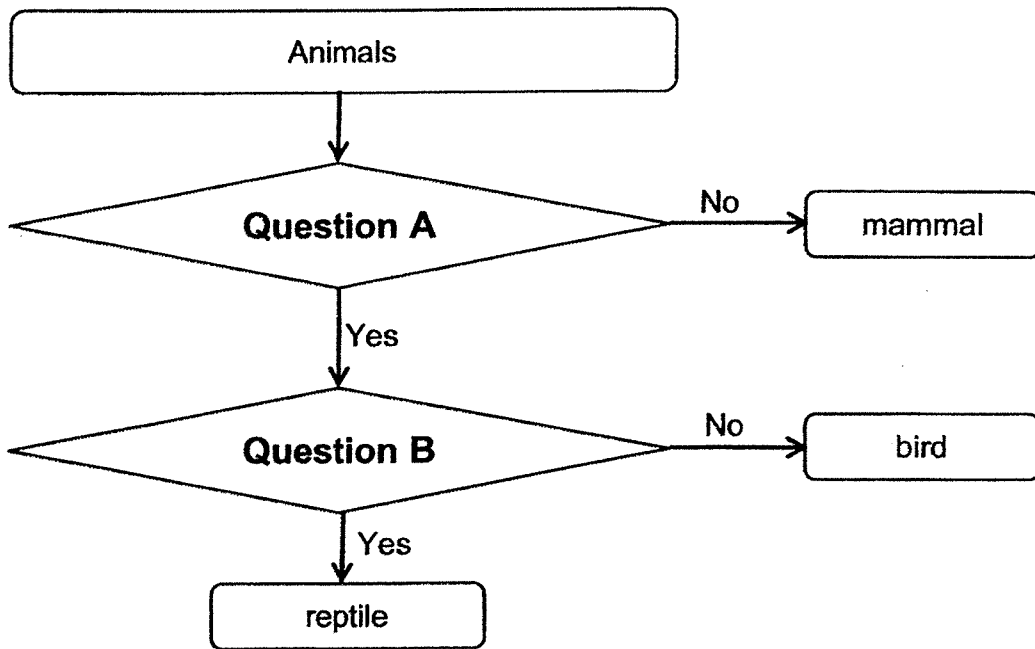 Animals
Question A
No
mammal
Yes
Question B
No
bird
Yes
reptile